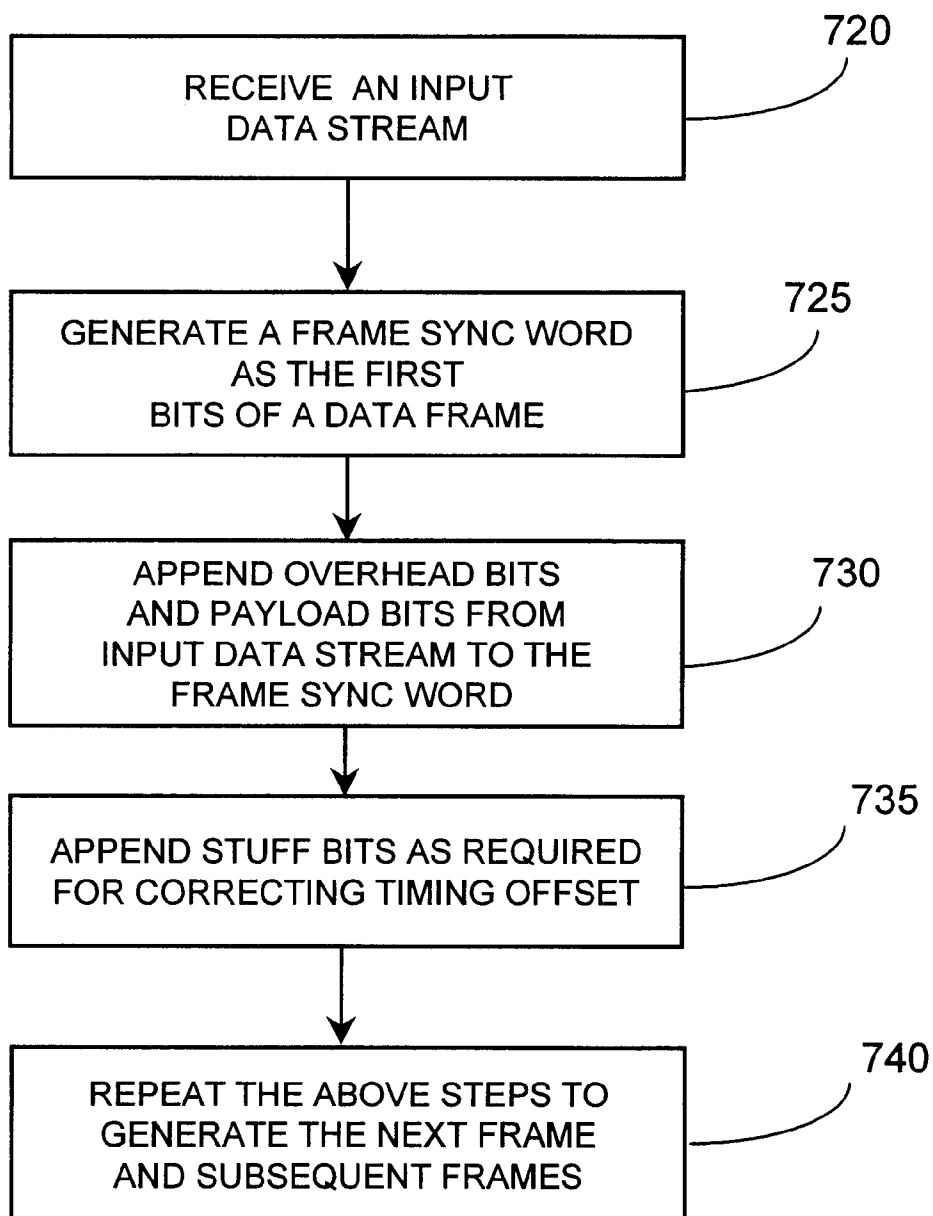 720
RECEIVE AN INPUT
DATA STREAM
725
GENERATE A FRAME SYNC WORD
AS THE FIRST
BITS OF A DATA FRAME
730
APPEND OVERHEAD BITS
AND PAYLOAD BITS FROM
INPUT DATA STREAM TO THE
FRAME SYNC WORD
735
APPEND STUFF BITS AS REQUIRED
FOR CORRECTING TIMING OFFSET
740
REPEAT THE ABOVE STEPS TO
GENERATE THE NEXT FRAME
AND SUBSEQUENT FRAMES